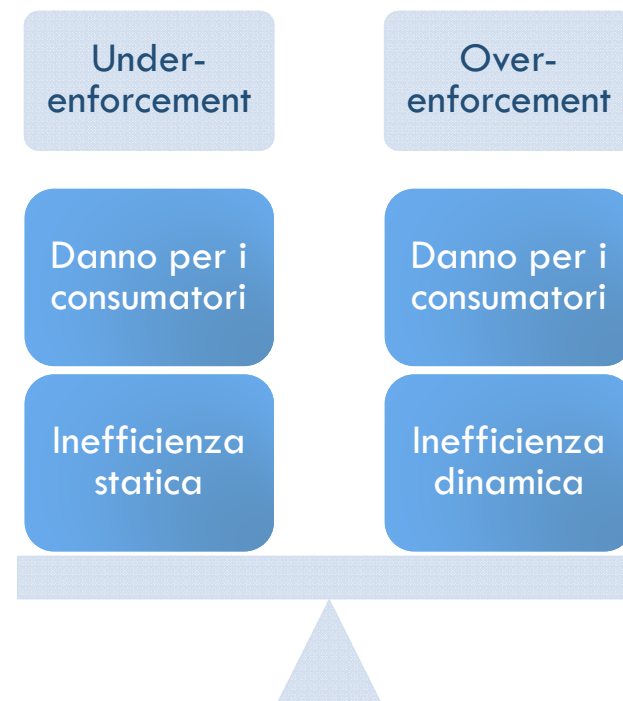 Under-
enforcement
Over-
enforcement
Danno per i
consumatori
Danno per i
consumatori
Inefficienza
statica
Inefficienza
dinamica